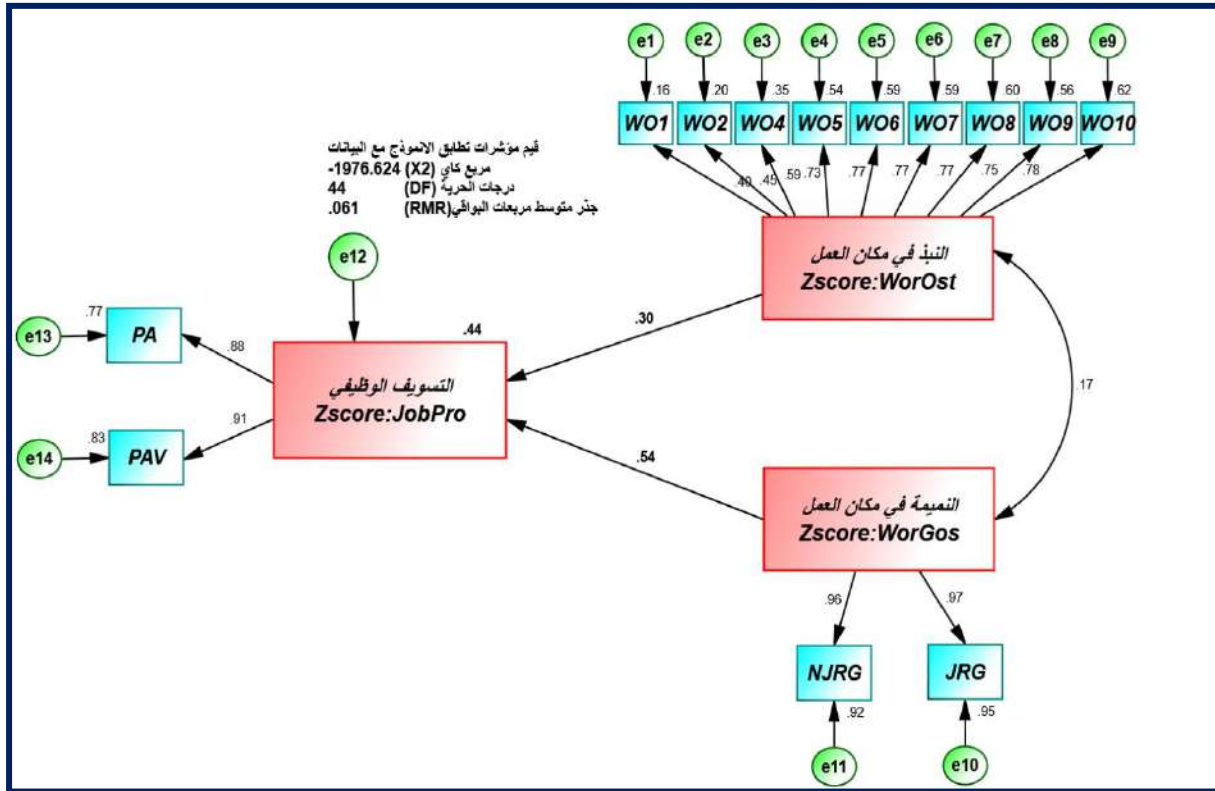 e1 e2 e3 e4 e5 e6 e7 e8 e9
.16 .20 .35 .54 .59 .59 .60 .56 .62
WO1 WO2 WO4 WO5 WO6 WO7 WO8 WO9 WO10
.40 .45 .59 .73 .77 .77 .77 .75 .78
قيم مؤشرات تطابق الانموذج مع البيانات
مربع كاي (X2) 1976.624-
درجات الحرية (DF) 44
جذر متوسط مربعات البواقي(RMR) .061
النبذ في مكان العمل
Zscore:WorOst
e12
.77
e13
PA
.88
.44
.30
التسويف الوظيفي
Zscore:JobPro
.17
.91
.83
e14
PAV
.54
النميمة في مكان العمل
Zscore:WorGos
.96 .97
NJRG JRG
.92 .95
e11 e10